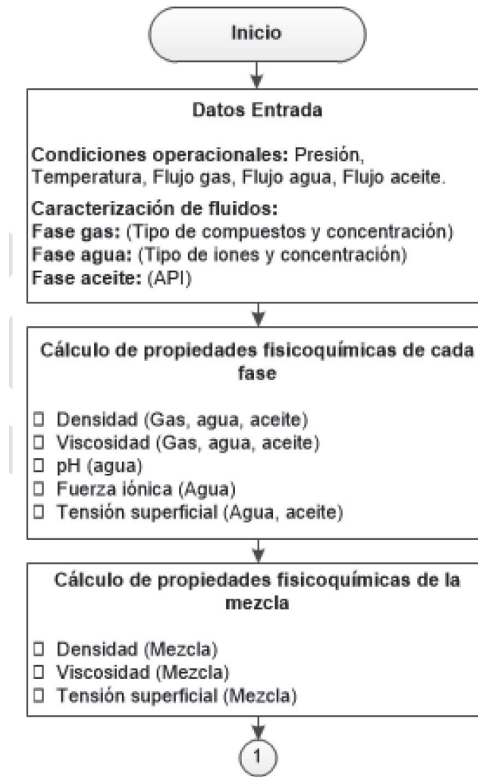 Inicio
Datos Entrada
Condiciones operacionales: Presión,
Temperatura, Flujo gas, Flujo agua, Flujo aceite.
Caracterización de fluidos:
Fase gas: (Tipo de compuestos y concentración)
Fase agua: (Tipo de iones y concentración)
Fase aceite: (API)
Cálculo de propiedades fisicoquímicas de cada
fase
Densidad (Gas, agua, aceite)
Viscosidad (Gas, agua, aceite)
pH (agua)
Fuerza iónica (Agua)
Tensión superficial (Agua, aceite)
Cálculo de propiedades fisicoquímicas de la
mezcla
Densidad (Mezcla)
Viscosidad (Mezcla)
Tensión superficial (Mezcla)
1